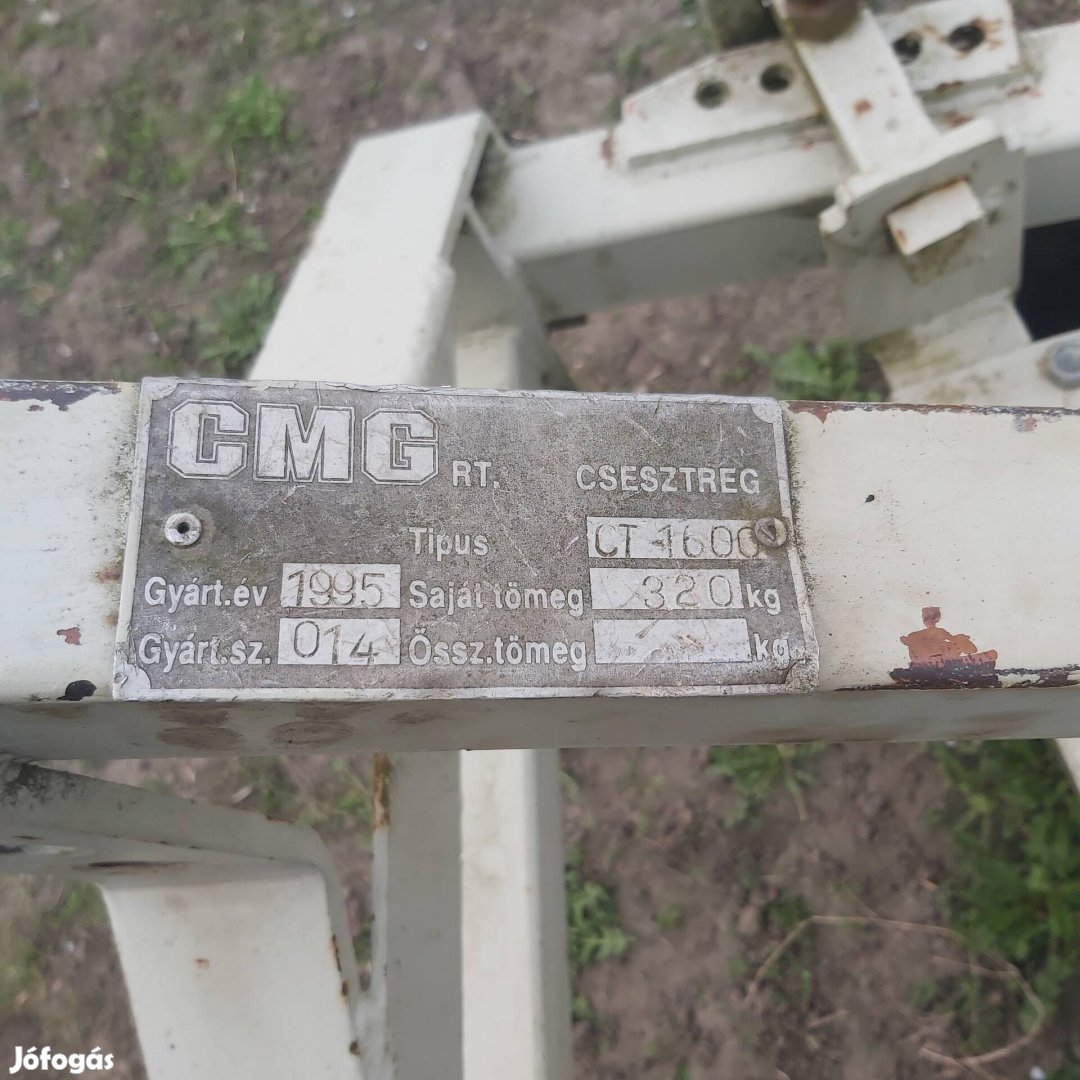 CMG RT. CSESZTREG
Típus CT 1600
Gyárt.év 1995 Saját tömeg 320 kg
Gyárt.sz. 014 Össz.tömeg kg
Jófogás